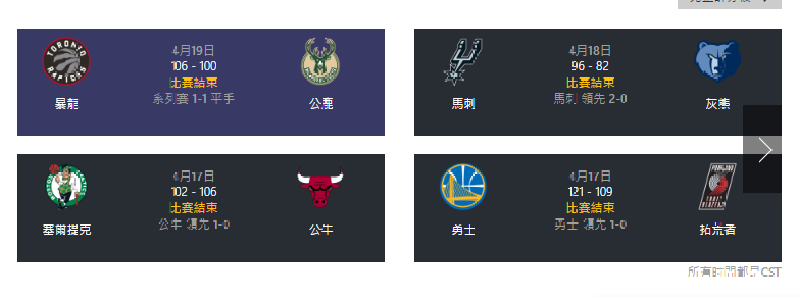 4月19日
106 - 100
比賽結束
系列賽 1-1 平手
暴龍
公鹿
4月18日
96 - 82
比賽結束
馬刺 領先 2-0
馬刺
灰熊
4月17日
102 - 106
比賽結束
公牛 領先 1-0
塞爾提克
公牛
4月17日
121 - 109
比賽結束
勇士 領先 1-0
勇士
拓荒者
所有時間都是CST